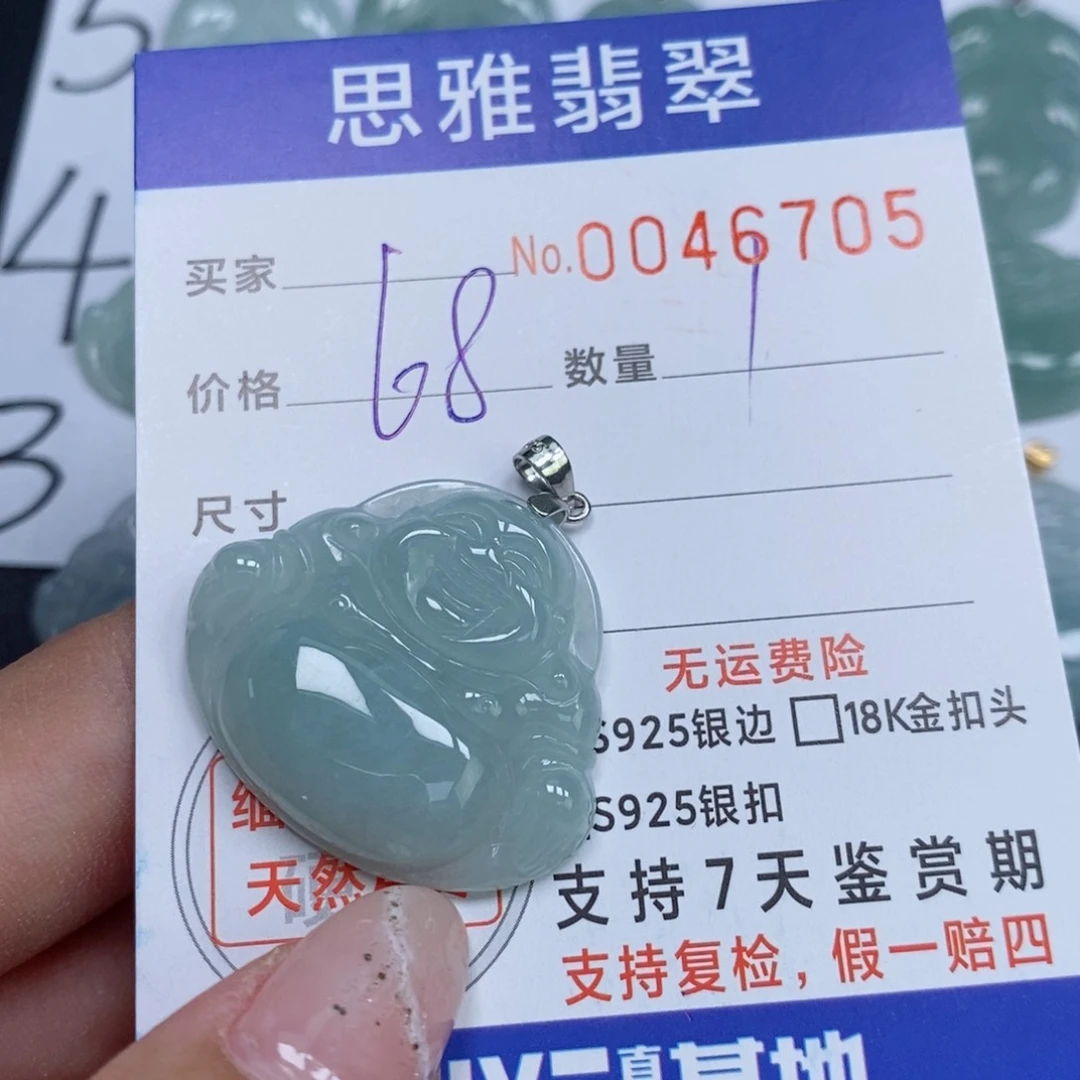 5
4
3
思雅翡翠
No.0046705
买家
价格 68 数量 1
尺寸
无运费险
S925银边 □18K金扣头
S925银扣
缅
天然
支持7天鉴赏期
支持复检，假一赔四
基地